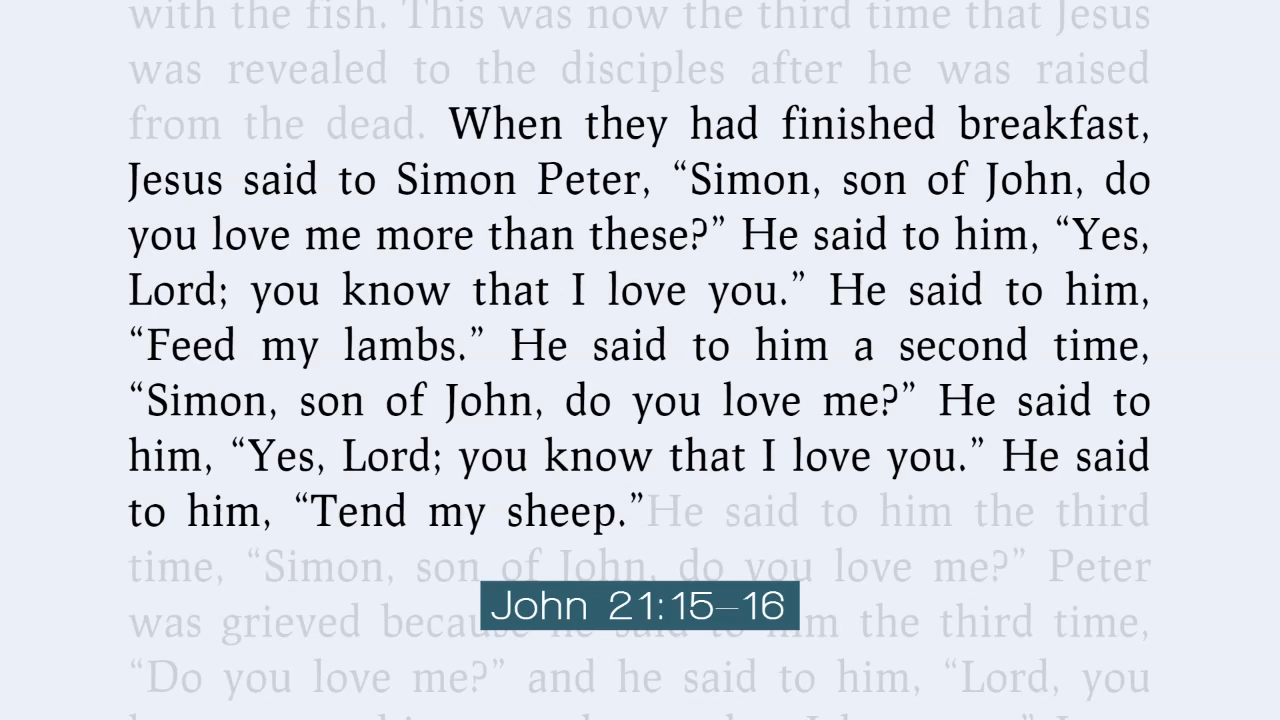 with the fish. This was now the third time that Jesus
was revealed to the disciples after he was raised
from the dead. When they had finished breakfast,
Jesus said to Simon Peter, “Simon, son of John, do
you love me more than these?” He said to him, “Yes,
Lord; you know that I love you.” He said to him,
“Feed my lambs.” He said to him a second time,
“Simon, son of John, do you love me?” He said to
him, “Yes, Lord; you know that I love you.” He said
to him, “Tend my sheep.”He said to him the third
time, “Simon, son of John, do you love me?” Peter
John 21:15–16
was grieved because he said to him the third time,
“Do you love me?” and he said to him, “Lord, you